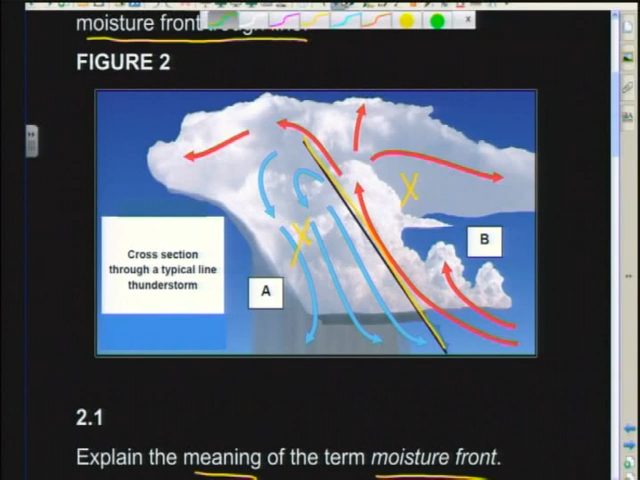 moisture front
FIGURE 2
Cross section
through a typical line
thunderstorm
A
B
2.1
Explain the meaning of the term moisture front.